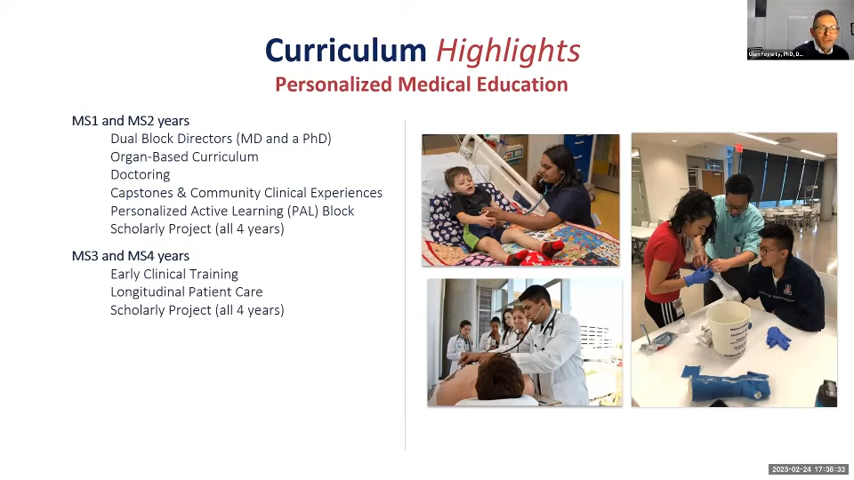 Curriculum Highlights
Personalized Medical Education
MS1 and MS2 years
Dual Block Directors (MD and a PhD)
Organ-Based Curriculum
Doctoring
Capstones & Community Clinical Experiences
Personalized Active Learning (PAL) Block
Scholarly Project (all 4 years)
MS3 and MS4 years
Early Clinical Training
Longitudinal Patient Care
Scholarly Project (all 4 years)
Fogerty, PhD, D...
2023-02-24 17:36:33